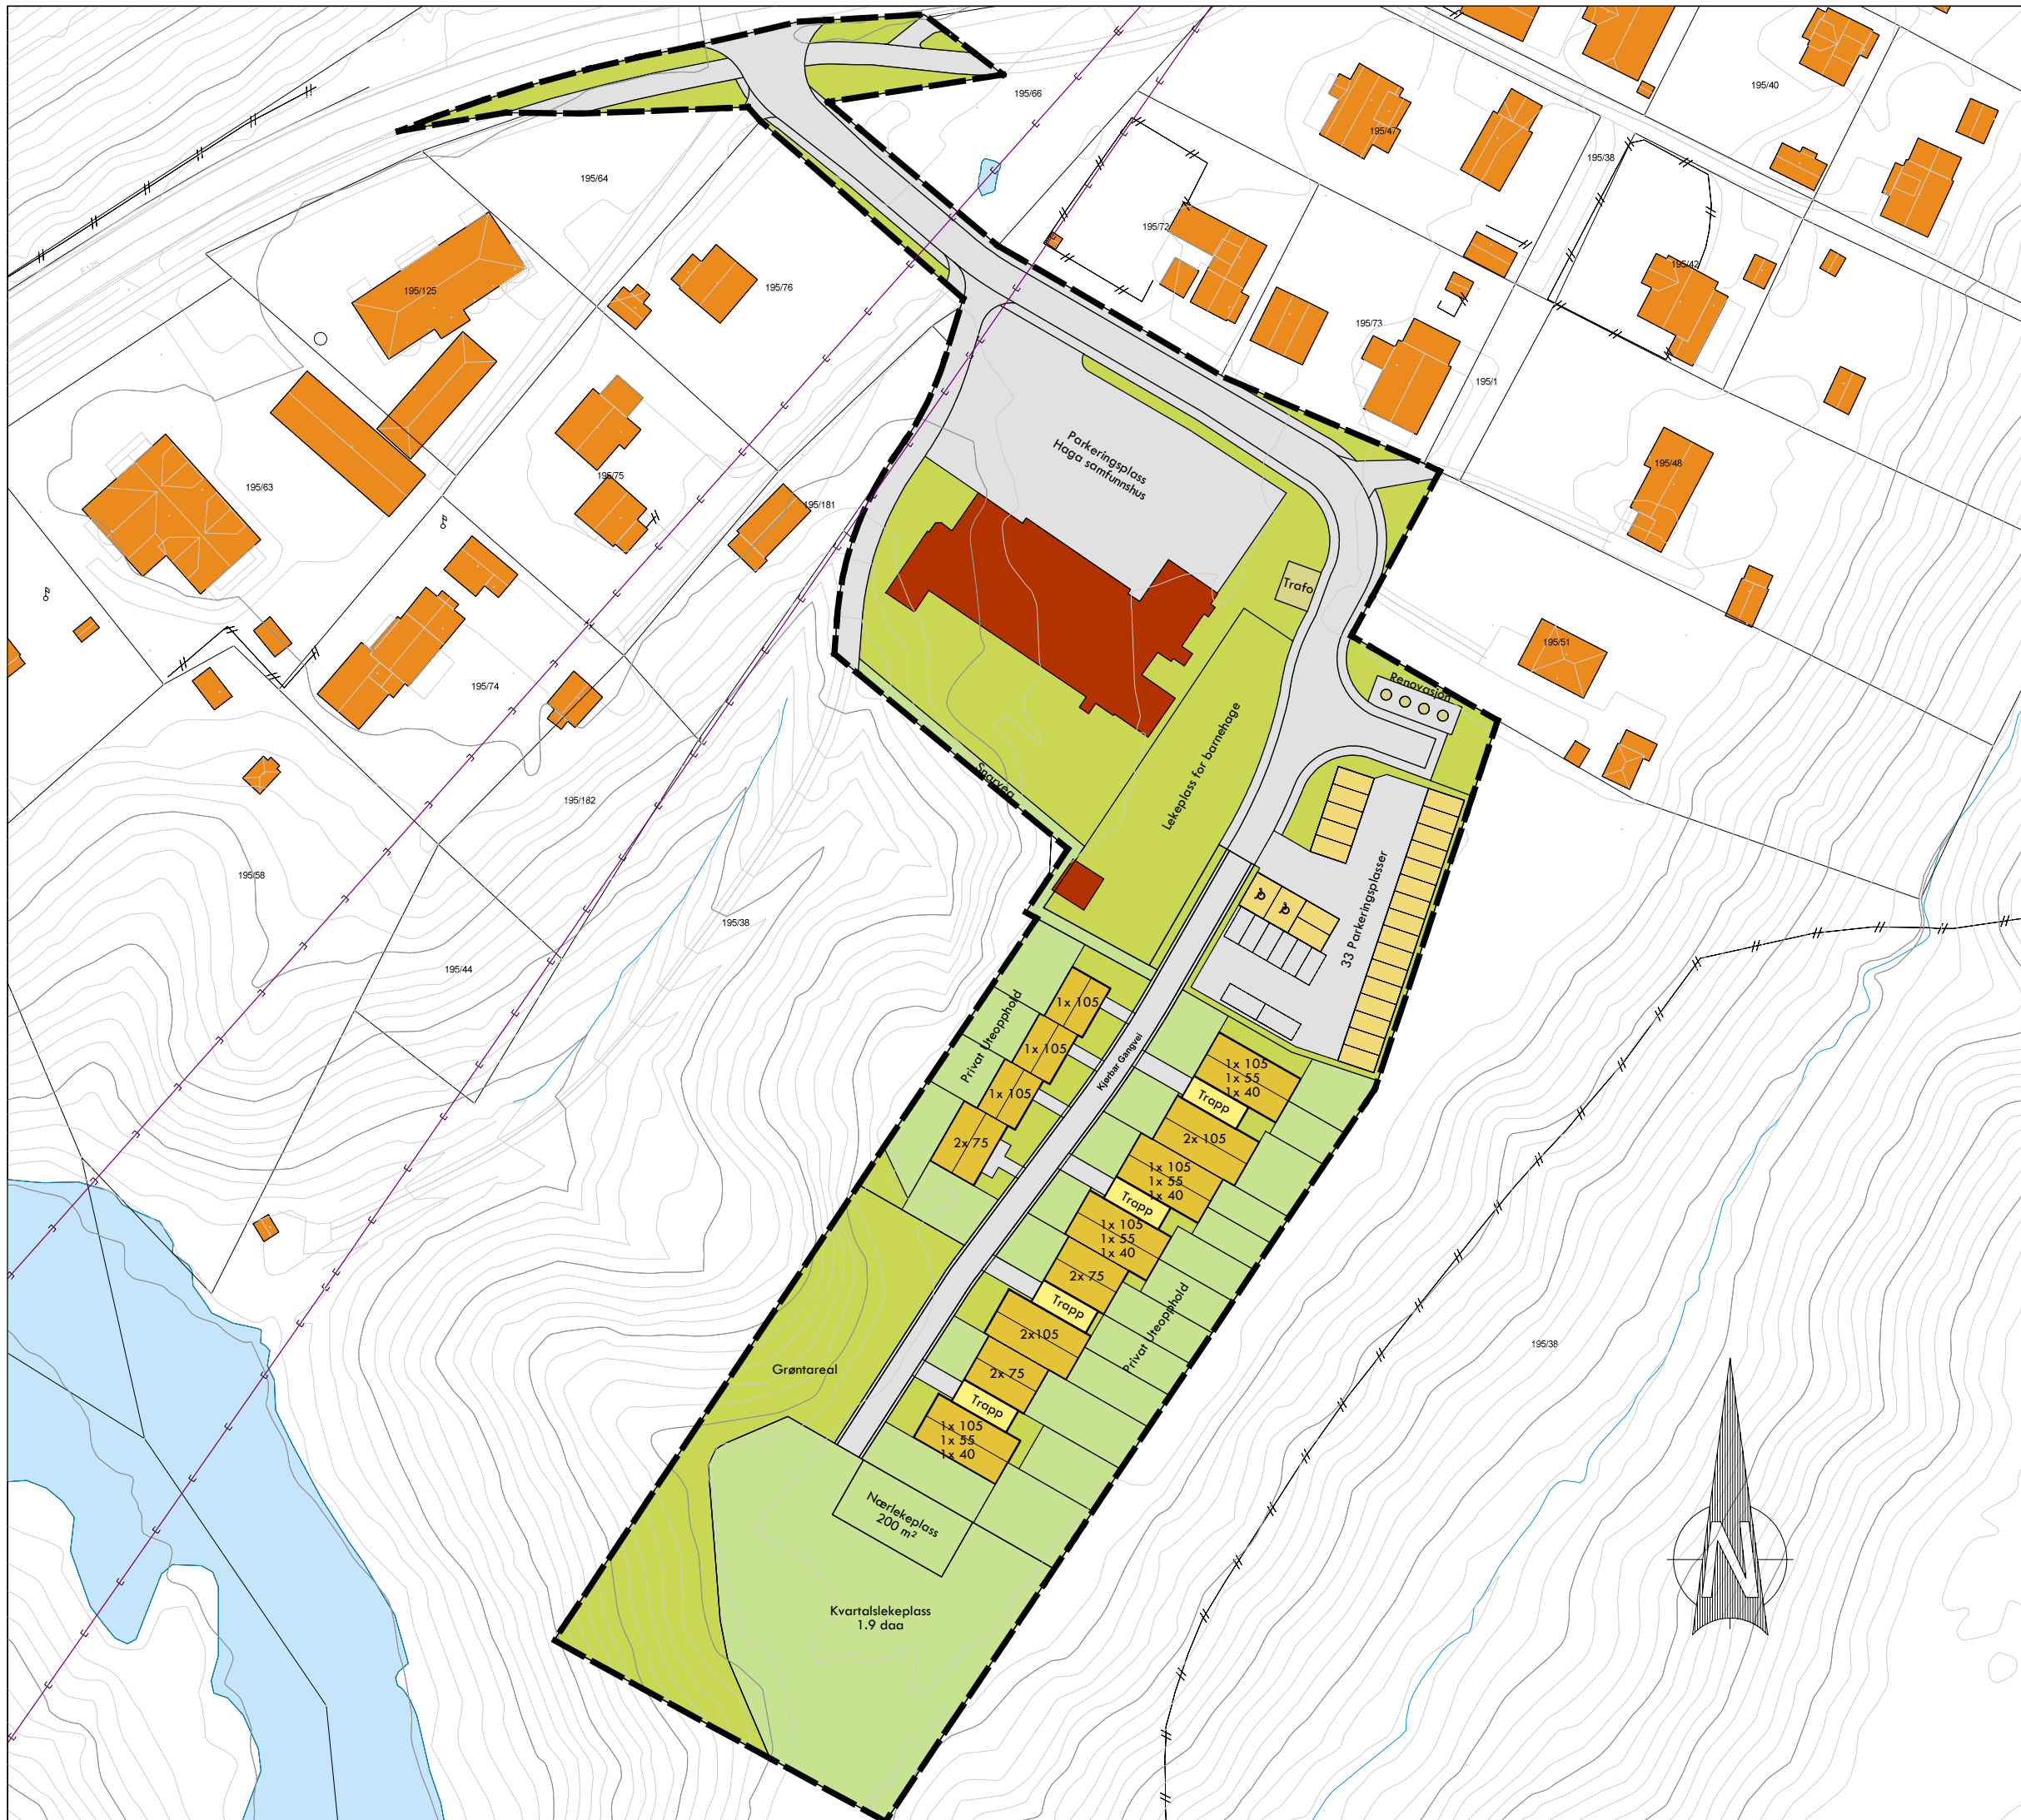 195/66
195/40
195/47
195/38
195/64
195/72
195/42
195/76
195/125
195/73
195/1
E136
Parkeringsplass
Haga samfunnshus
195/48
195/63
195/75
195/181
Trafo
195/51
195/74
Renovasjon
Lekeplass for barnehage
Snarveg
195/182
195/58
33 Parkeringsplasser
195/38
195/44
Privat Uteopphold
1x 105
1x 105
1x 105
2x 75
Kjørbar Gangvei
1x 105
1x 55
1x 40
Trapp
2x 105
1x 105
1x 55
1x 40
Trapp
1x 105
1x 55
1x 40
2x 75
Trapp
Privat Uteopphold
2x105
2x 75
Trapp
1x 105
1x 55
1x 40
195/38
Grøntareal
Nærlekeplass
200 m²
Kvartalslekeplass
1.9 daa
N